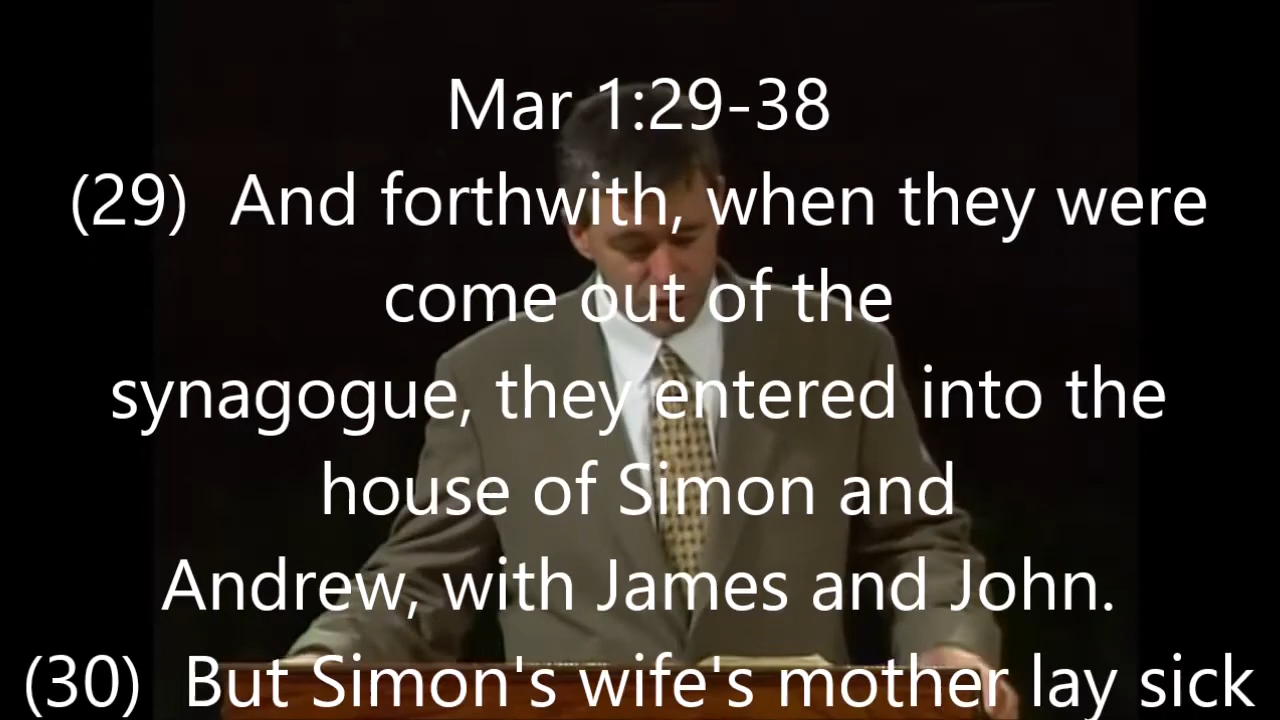 Mar 1:29-38
(29)  And forthwith, when they were
come out of the
synagogue, they entered into the
house of Simon and
Andrew, with James and John.
(30)  But Simon's wife's mother lay sick